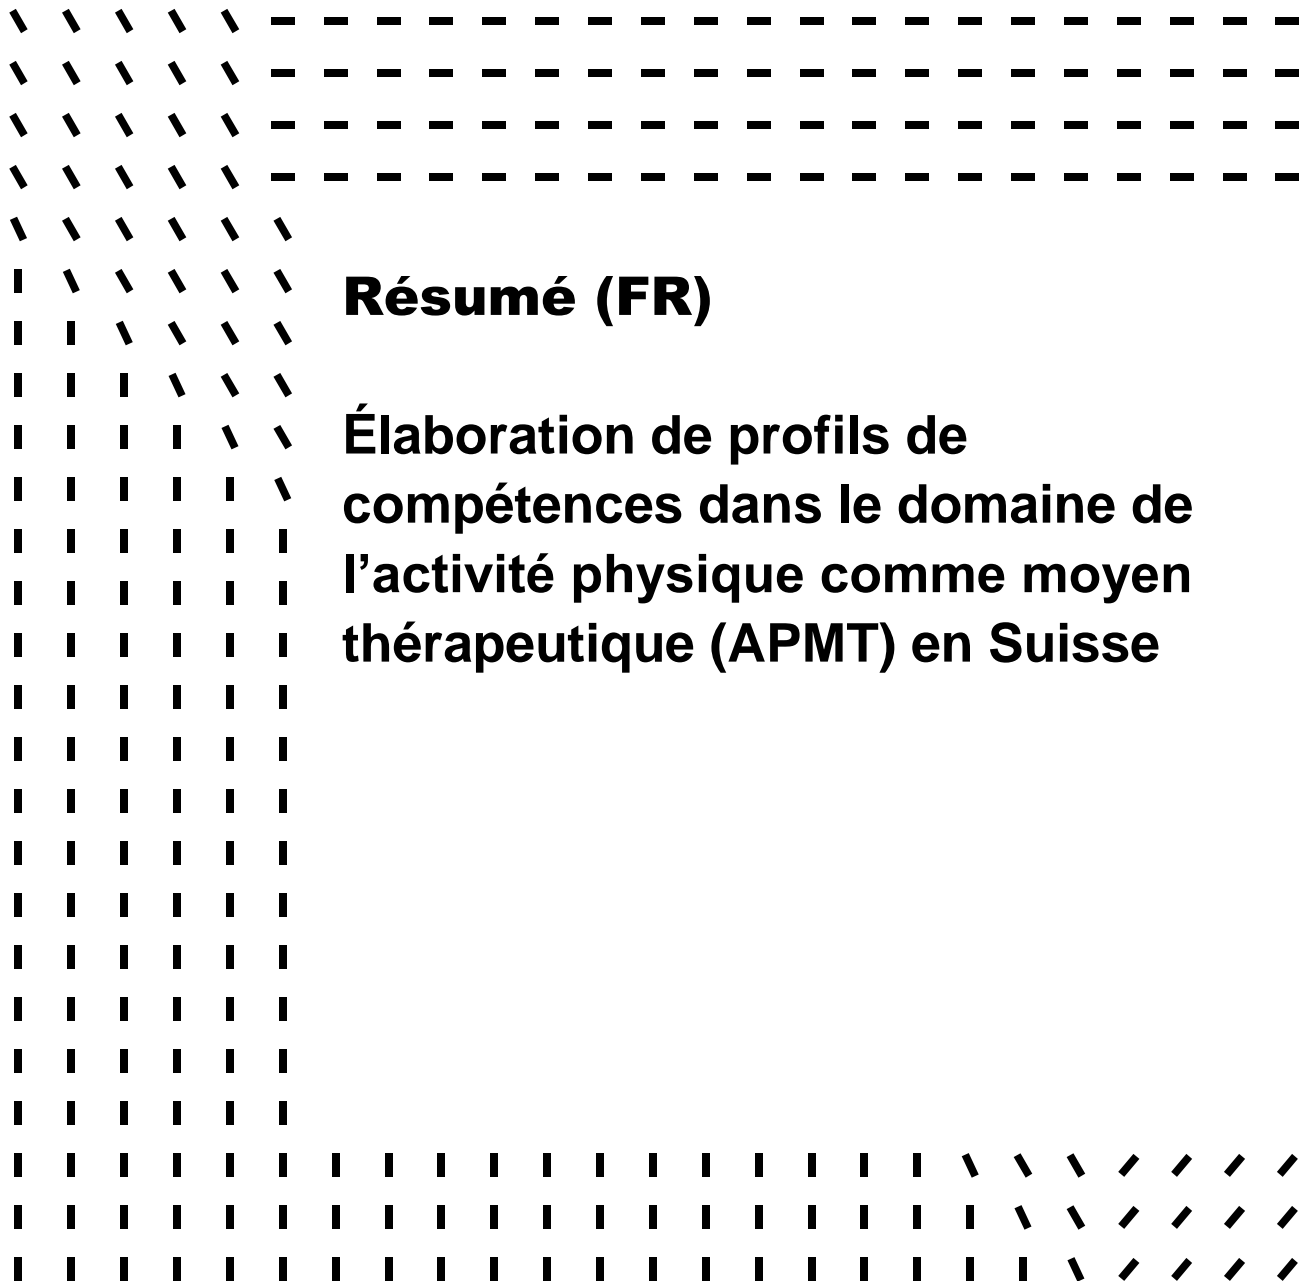 Résumé (FR)
Élaboration de profils de
compétences dans le domaine de
l’activité physique comme moyen
thérapeutique (APMT) en Suisse